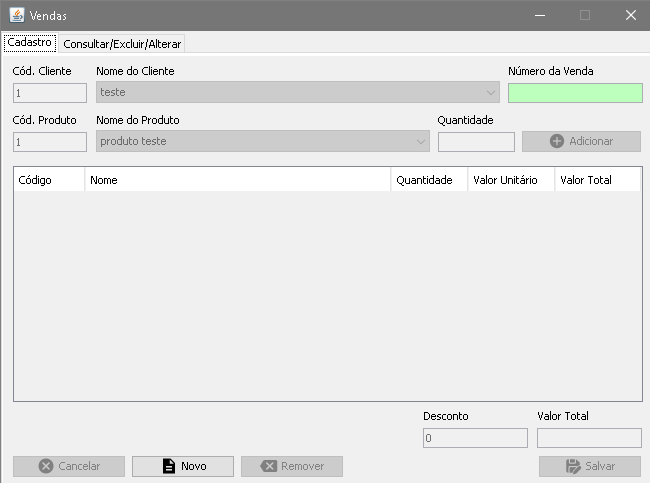 Vendas
Cadastro Consultar/Excluir/Alterar
Cód. Cliente Nome do Cliente Número da Venda
1 teste
Cód. Produto Nome do Produto Quantidade
1 produto teste Adicionar
Código Nome Quantidade Valor Unitário Valor Total
Desconto Valor Total
0
Cancelar Novo Remover Salvar